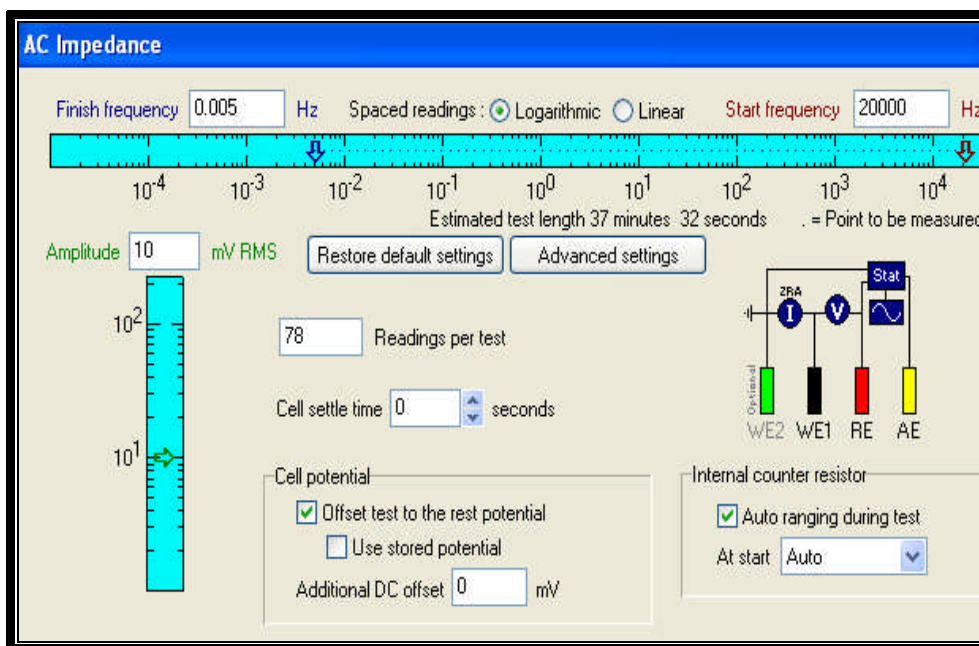 AC Impedance
Finish frequency 0.005 Hz Spaced readings : Logarithmic Linear Start frequency 20000 Hz
10-4 10-3 10-2 10-1 100 101 102 103 104
Estimated test length 37 minutes 32 seconds . = Point to be measured
Amplitude 10 mV RMS Restore default settings Advanced settings
Stat
ZRA
I V
102
78 Readings per test
Cell settle time 0 seconds
Optional
WE2 WE1 RE AE
101
Cell potential
Offset test to the rest potential
Use stored potential
Additional DC offset 0 mV
Internal counter resistor
Auto ranging during test
At start Auto